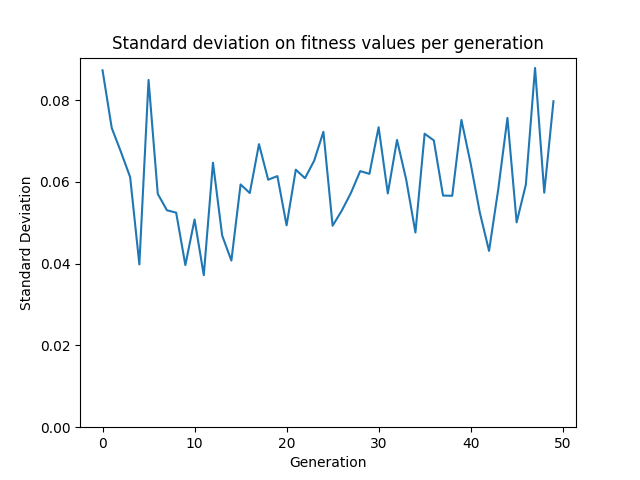 Standard deviation on fitness values per generation
0.08
0.06
0.04
0.02
0.00
Standard Deviation
0 10 20 30 40 50
Generation